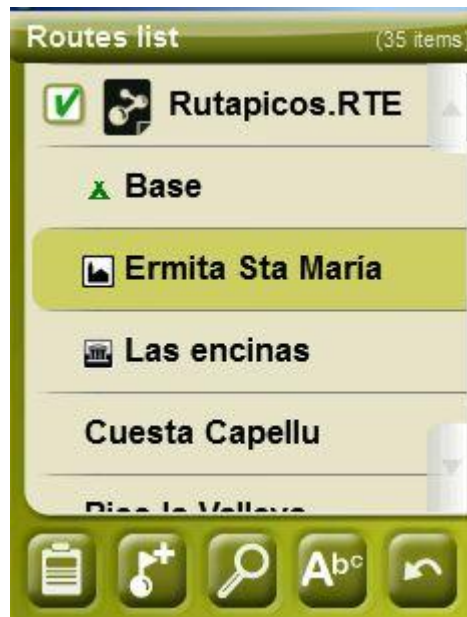 Routes list
(35 items)
Rutapicos.RTE
Base
Ermita Sta María
Las encinas
Cuesta Capellu
Abc